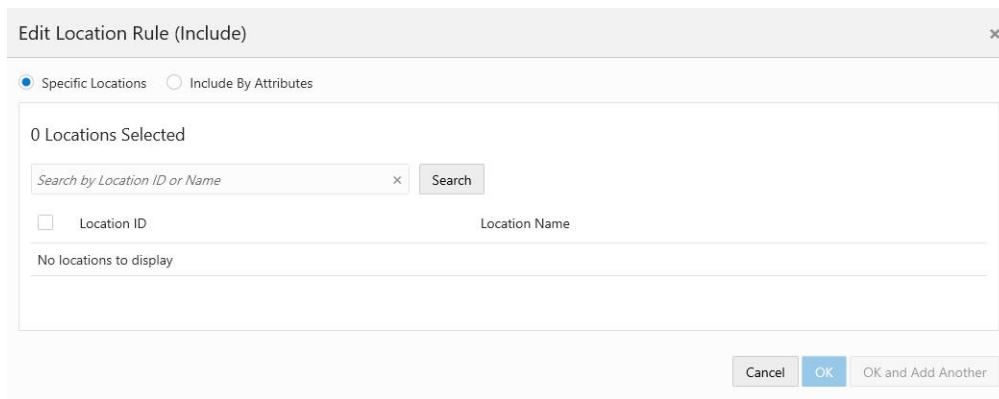 Edit Location Rule (Include)
×
Specific Locations Include By Attributes
0 Locations Selected
Search by Location ID or Name × Search
Location ID Location Name
No locations to display
Cancel OK OK and Add Another